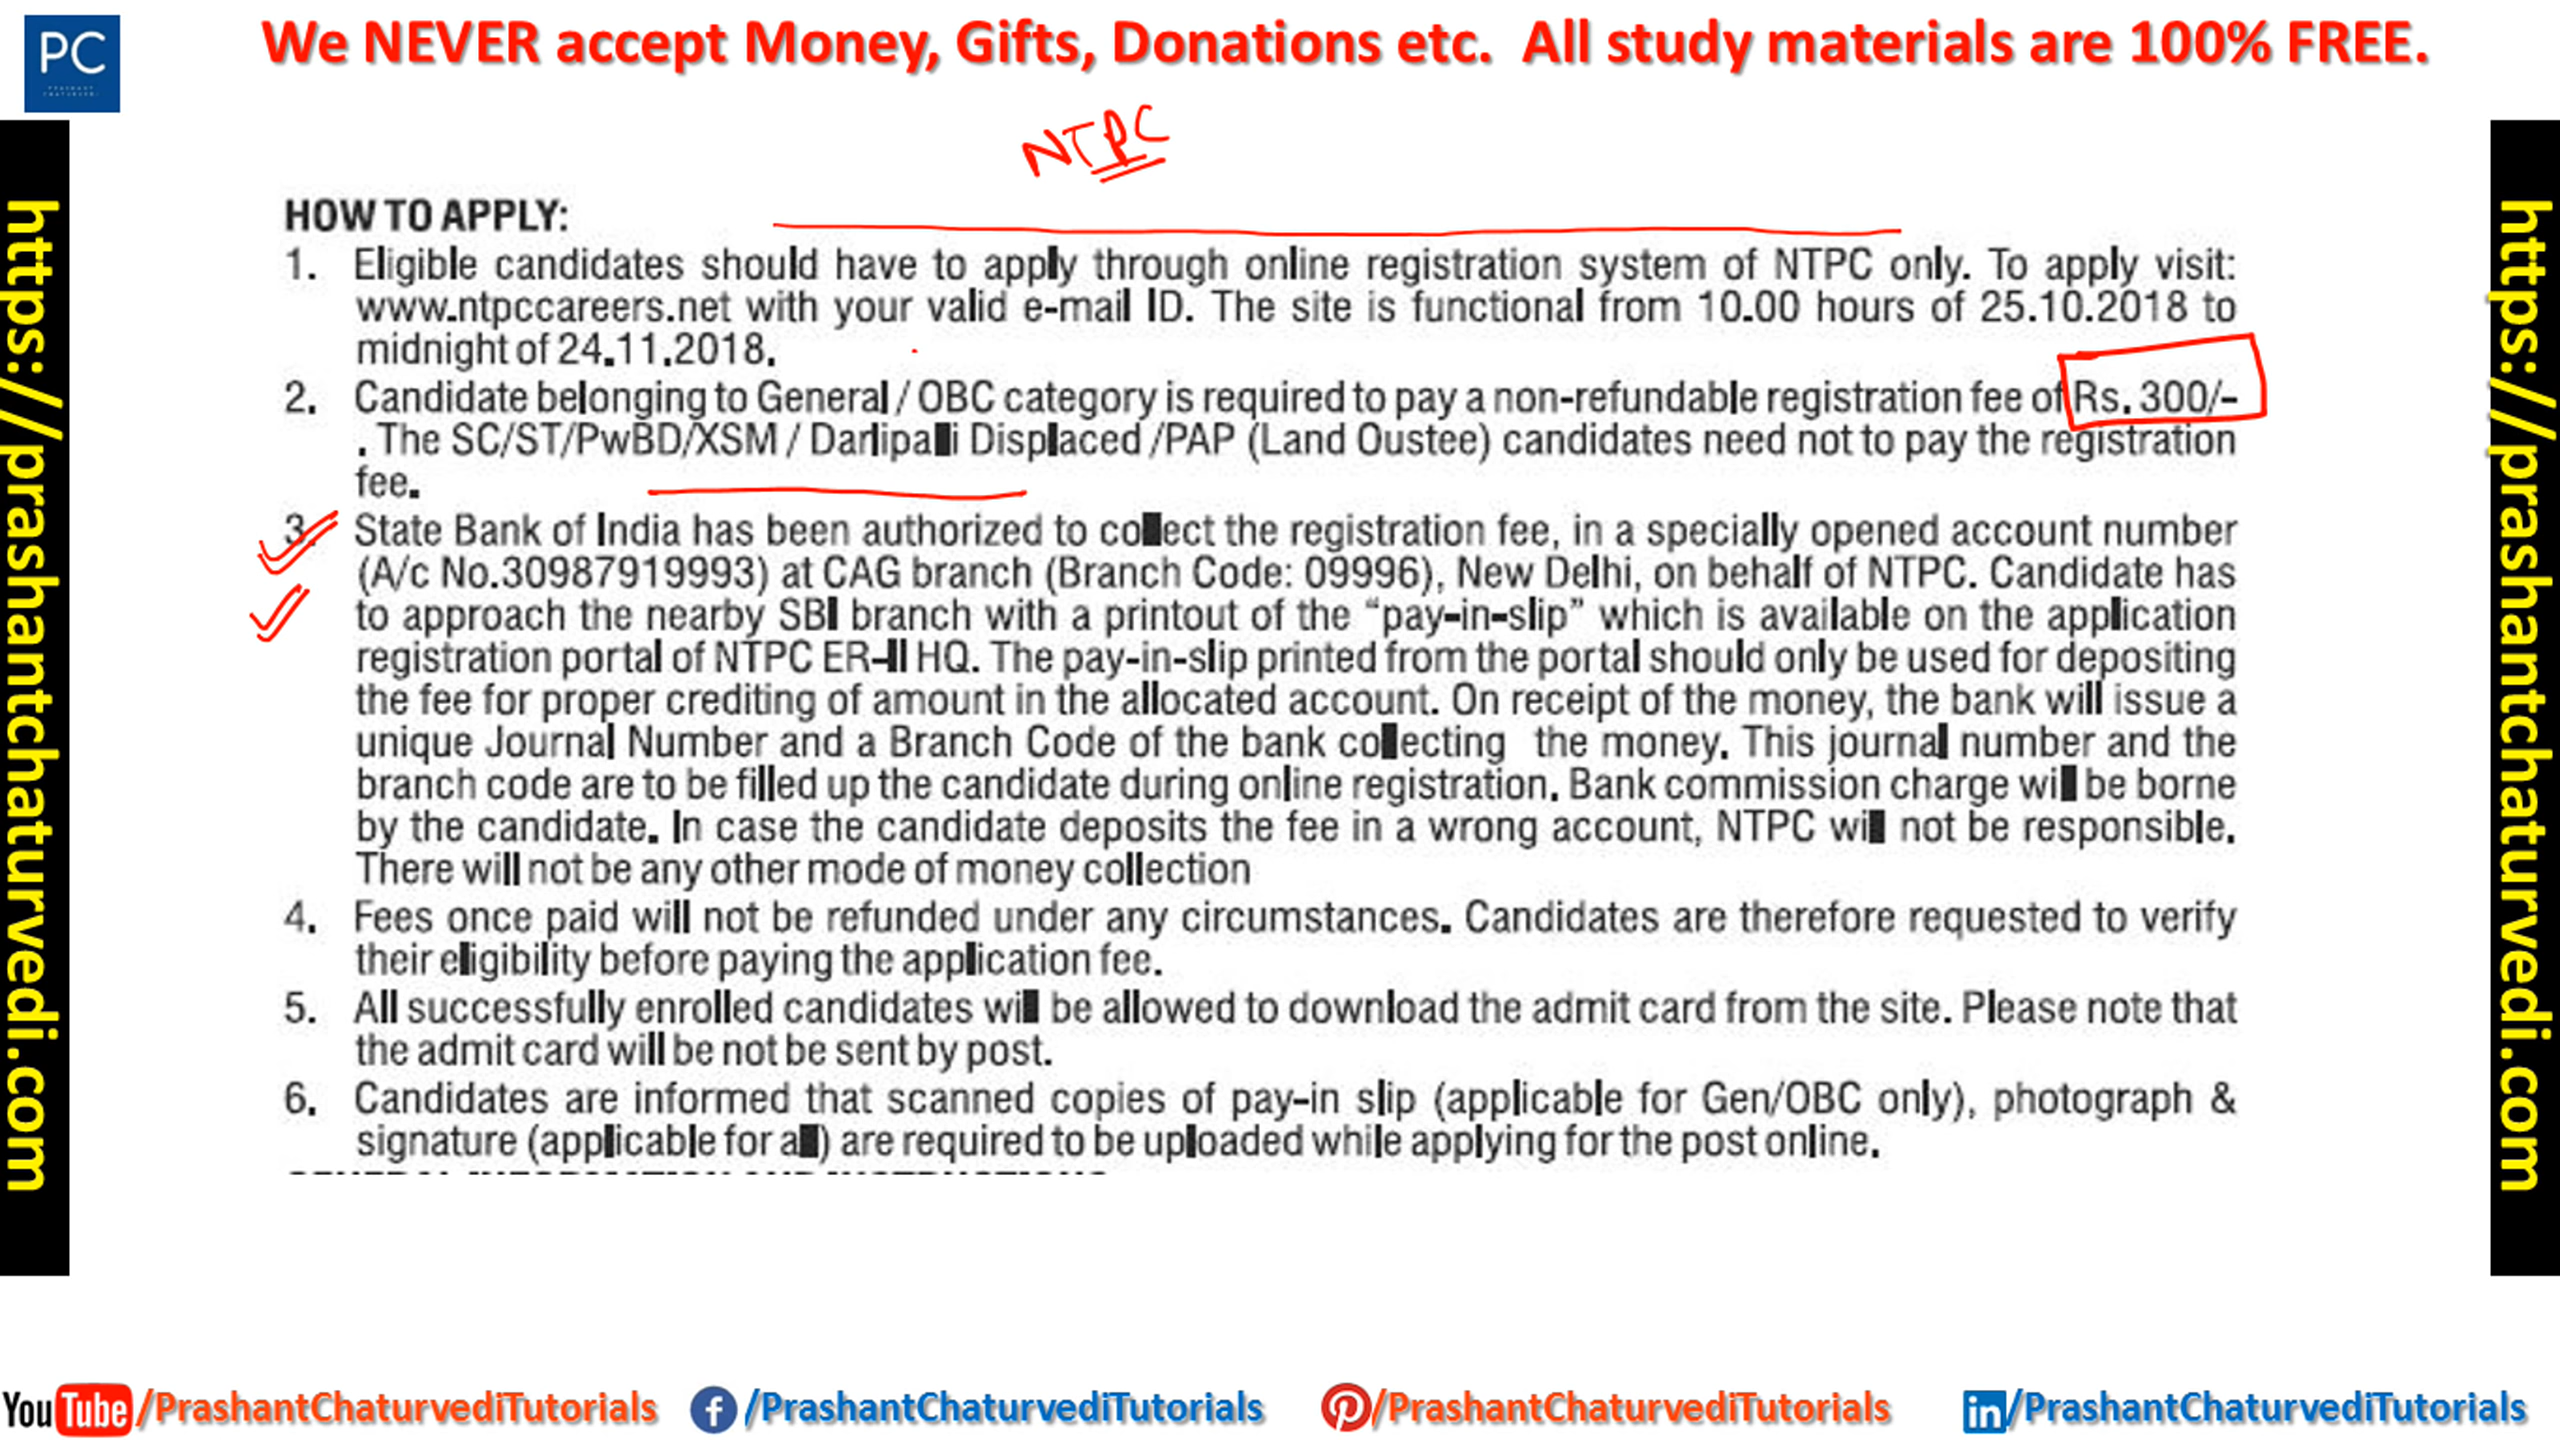 PC
PRASHANT
CHATURVEDI
We NEVER accept Money, Gifts, Donations etc. All study materials are 100% FREE.
NTPC
https://prashantchaturvedi.com
HOW TO APPLY:
1. Eligible candidates should have to apply through online registration system of NTPC only. To apply visit:
www.ntpccareers.net with your valid e-mail ID. The site is functional from 10.00 hours of 25.10.2018 to
midnight of 24.11.2018.
2. Candidate belonging to General / OBC category is required to pay a non-refundable registration fee of Rs. 300/-
. The SC/ST/PwBD/XSM / Darlipalli Displaced /PAP (Land Oustee) candidates need not to pay the registration
fee.
3. State Bank of India has been authorized to collect the registration fee, in a specially opened account number
(A/c No.30987919993) at CAG branch (Branch Code: 09996), New Delhi, on behalf of NTPC. Candidate has
to approach the nearby SBI branch with a printout of the “pay-in-slip” which is available on the application
registration portal of NTPC ER-II HQ. The pay-in-slip printed from the portal should only be used for depositing
the fee for proper crediting of amount in the allocated account. On receipt of the money, the bank will issue a
unique Journal Number and a Branch Code of the bank collecting the money. This journal number and the
branch code are to be filled up the candidate during online registration. Bank commission charge will be borne
by the candidate. In case the candidate deposits the fee in a wrong account, NTPC will not be responsible.
There will not be any other mode of money collection
4. Fees once paid will not be refunded under any circumstances. Candidates are therefore requested to verify
their eligibility before paying the application fee.
5. All successfully enrolled candidates will be allowed to download the admit card from the site. Please note that
the admit card will be not be sent by post.
6. Candidates are informed that scanned copies of pay-in slip (applicable for Gen/OBC only), photograph &
signature (applicable for all) are required to be uploaded while applying for the post online.
https://prashantchaturvedi.com
YouTube /PrashantChaturvediTutorials f /PrashantChaturvediTutorials /PrashantChaturvediTutorials in/PrashantChaturvediTutorials